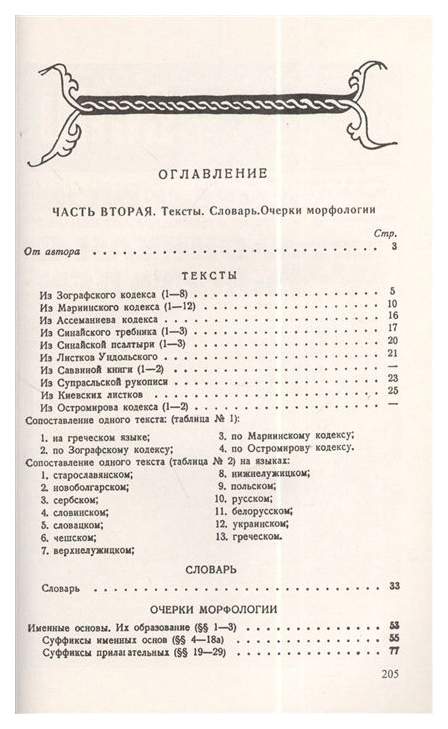 ОГЛАВЛЕНИЕ
ЧАСТЬ ВТОРАЯ. Тексты. Словарь.Очерки морфологии
Стр.
От автора . . . . . . . . . . . . . . . . . . . . 3
ТЕКСТЫ
Из Зографского кодекса (1—8) . . . . . . . . . . . . . . 5
Из Мариинского кодекса (1—12) . . . . . . . . . . . . . . 10
Из Ассеманиева кодекса . . . . . . . . . . . . . . 16
Из Синайского требника (1—3) . . . . . . . . . . . . . . 17
Из Синайской псалтыри (1—3) . . . . . . . . . . . . . . 20
Из Листков Ундольского . . . . . . . . . . . . . . 21
Из Саввиной книги (1—2) . . . . . . . . . . . . . . —
Из Супрасльской рукописи . . . . . . . . . . . . . . 23
Из Киевских листков . . . . . . . . . . . . . . 25
Из Остромирова кодекса (1—2) . . . . . . . . . . . . . . —
Сопоставление одного текста: (таблица № 1):
1. на греческом языке; 3. по Мариинскому кодексу;
2. по Зографскому кодексу; 4. по Остромирову кодексу.
Сопоставление одного текста (таблица № 2) на языках:
1. старославянском; 8. нижнелужицком;
2. новоболгарском; 9. польском;
3. сербском; 10. русском;
4. словинском; 11. белорусском;
5. словацком; 12. украинском;
6. чешском; 13. греческом.
7. верхнелужицком;
СЛОВАРЬ
Словарь . . . . . . . . . . . . . . . . . . . . 33
ОЧЕРКИ МОРФОЛОГИИ
Именные основы. Их образование (§§ 1—3) . . . . . . . . . . 53
Суффиксы именных основ (§§ 4—18а) . . . . . . . . . . 55
Суффиксы прилагательных (§§ 19—29) . . . . . . . . . . 77
205